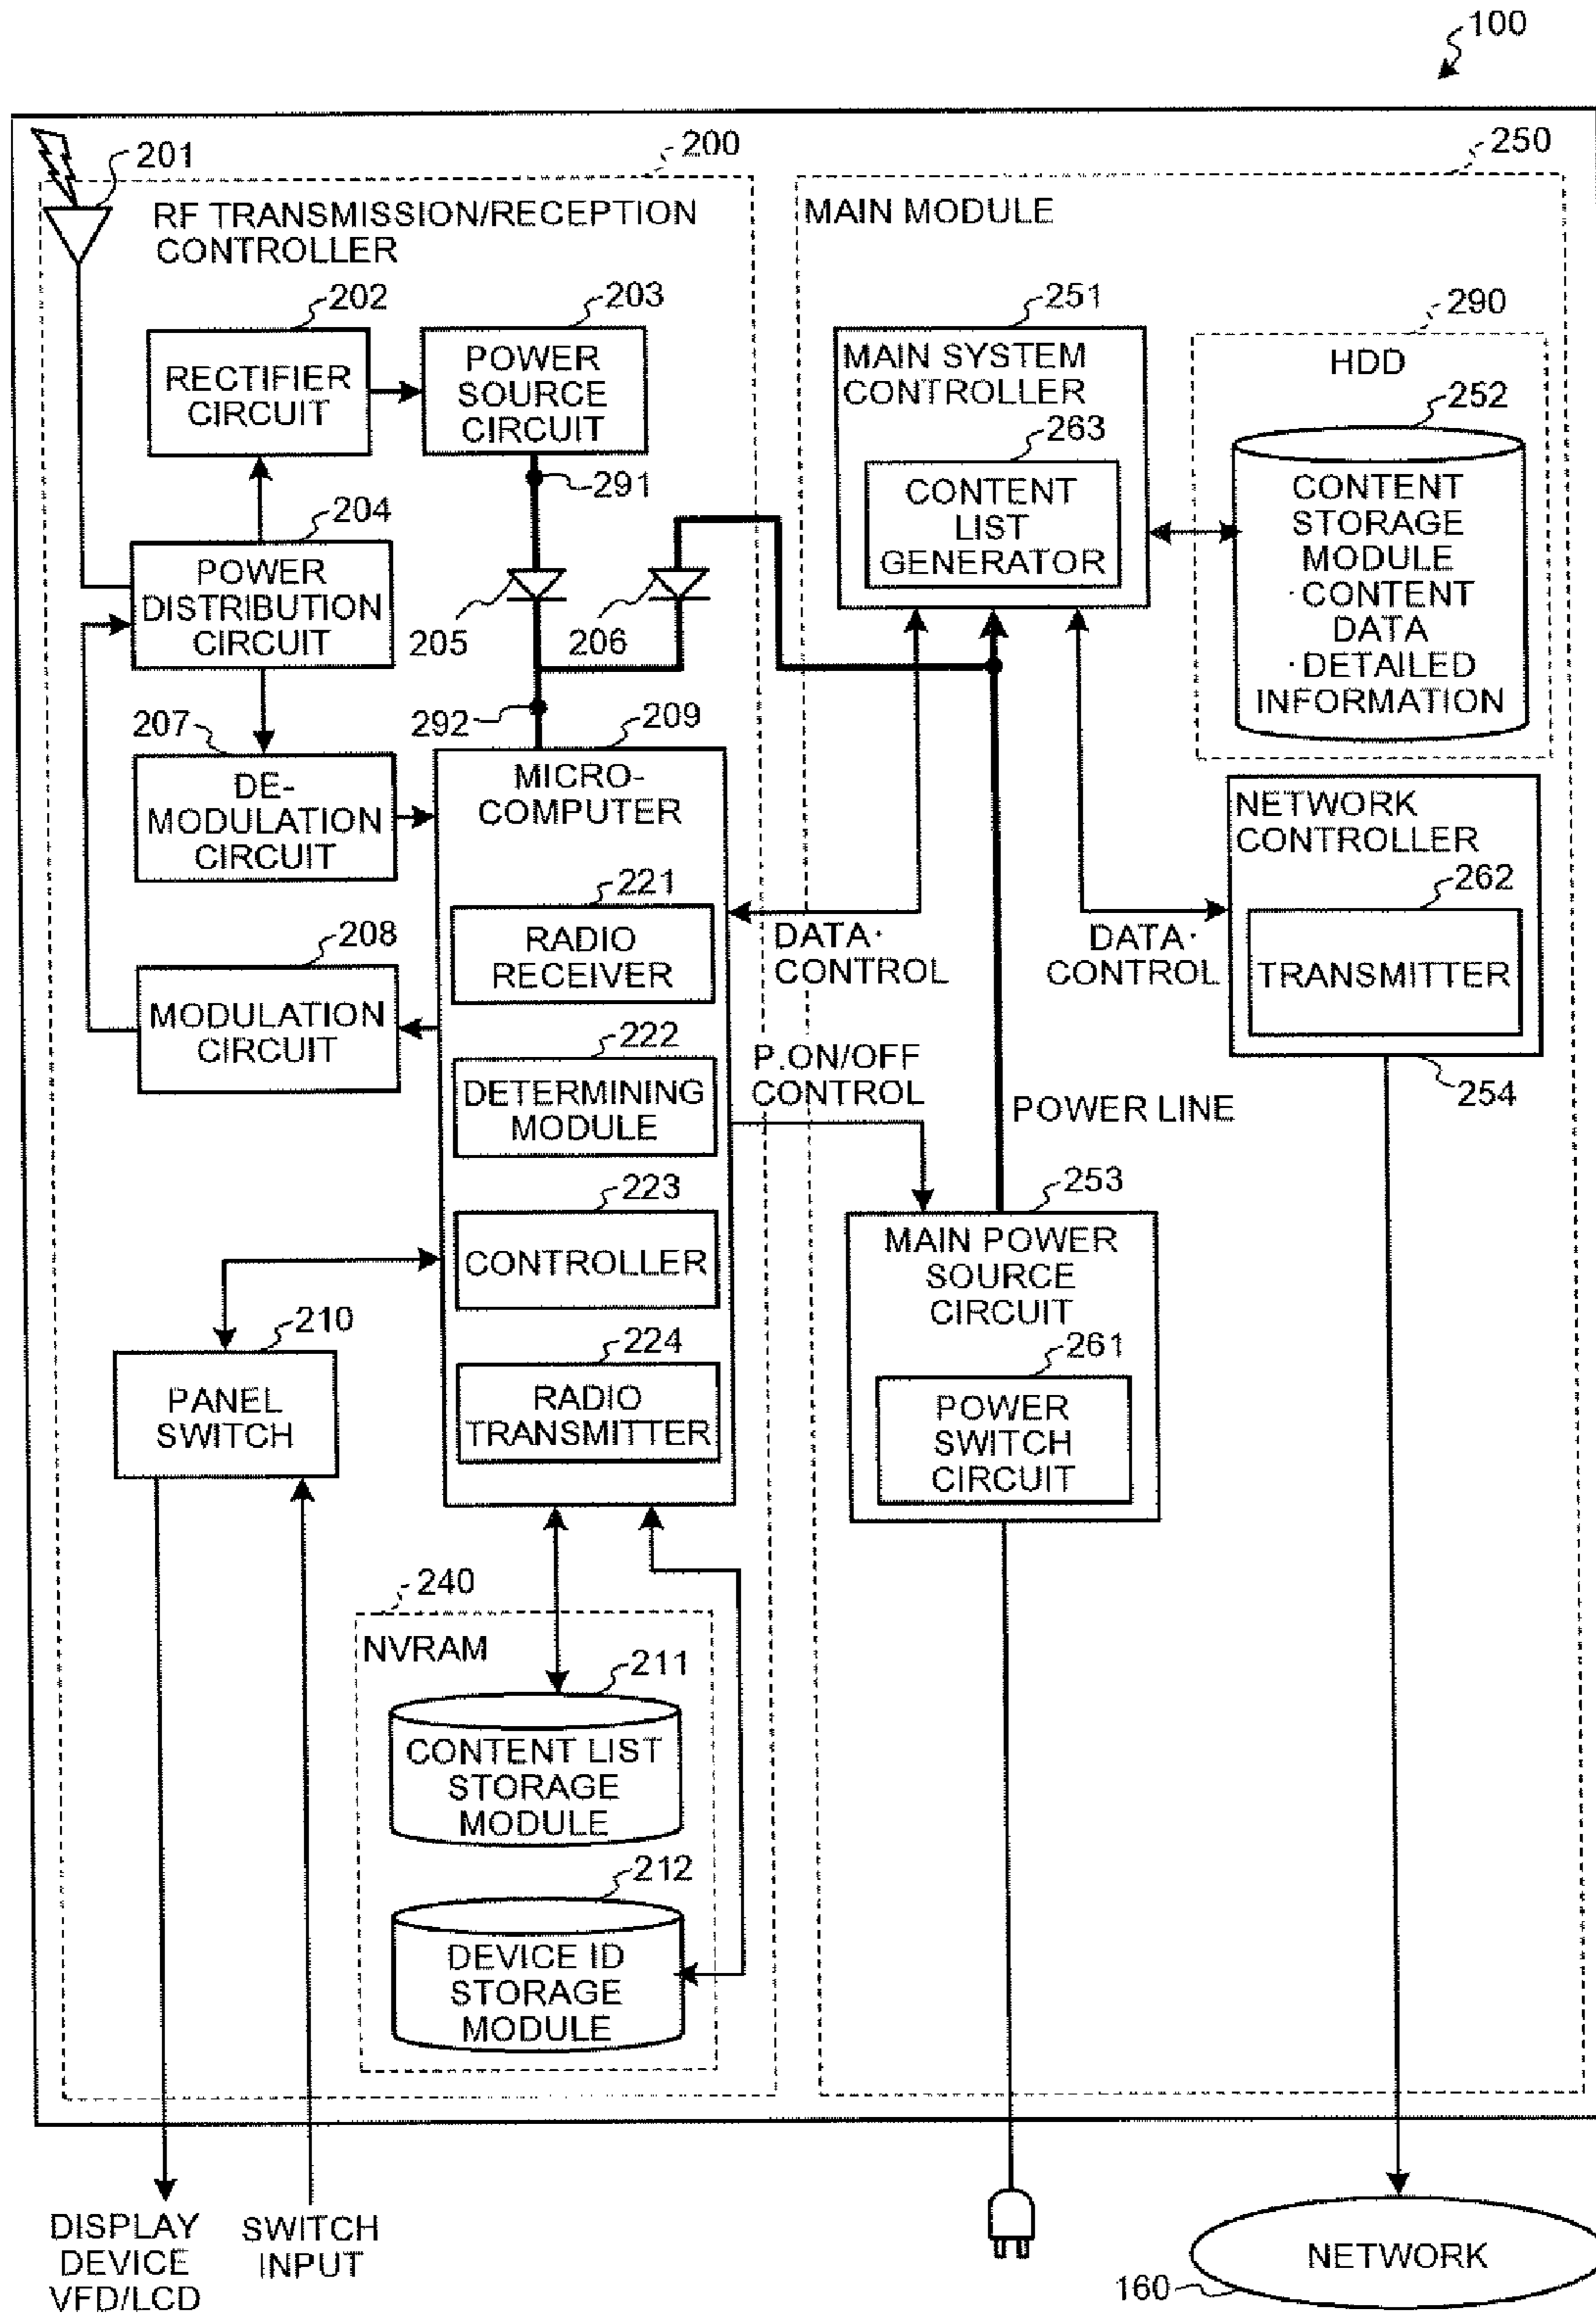 100
201
200
250
RF TRANSMISSION/RECEPTION
CONTROLLER
MAIN MODULE
202
203
251
290
RECTIFIER
CIRCUIT
POWER
SOURCE
CIRCUIT
MAIN SYSTEM
CONTROLLER
HDD
252
263
291
CONTENT
LIST
GENERATOR
CONTENT
STORAGE
MODULE
·CONTENT
DATA
·DETAILED
INFORMATION
204
POWER
DISTRIBUTION
CIRCUIT
205
206
292
207
209
DE-
MODULATION
CIRCUIT
MICRO-
COMPUTER
NETWORK
CONTROLLER
221
262
RADIO
RECEIVER
DATA·
CONTROL
DATA·
CONTROL
TRANSMITTER
208
MODULATION
CIRCUIT
222
DETERMINING
MODULE
P.ON/OFF
CONTROL
POWER LINE
254
223
CONTROLLER
253
MAIN POWER
SOURCE
CIRCUIT
210
PANEL
SWITCH
224
RADIO
TRANSMITTER
261
POWER
SWITCH
CIRCUIT
240
NVRAM
211
CONTENT LIST
STORAGE
MODULE
212
DEVICE ID
STORAGE
MODULE
DISPLAY
DEVICE
VFD/LCD
SWITCH
INPUT
NETWORK
160